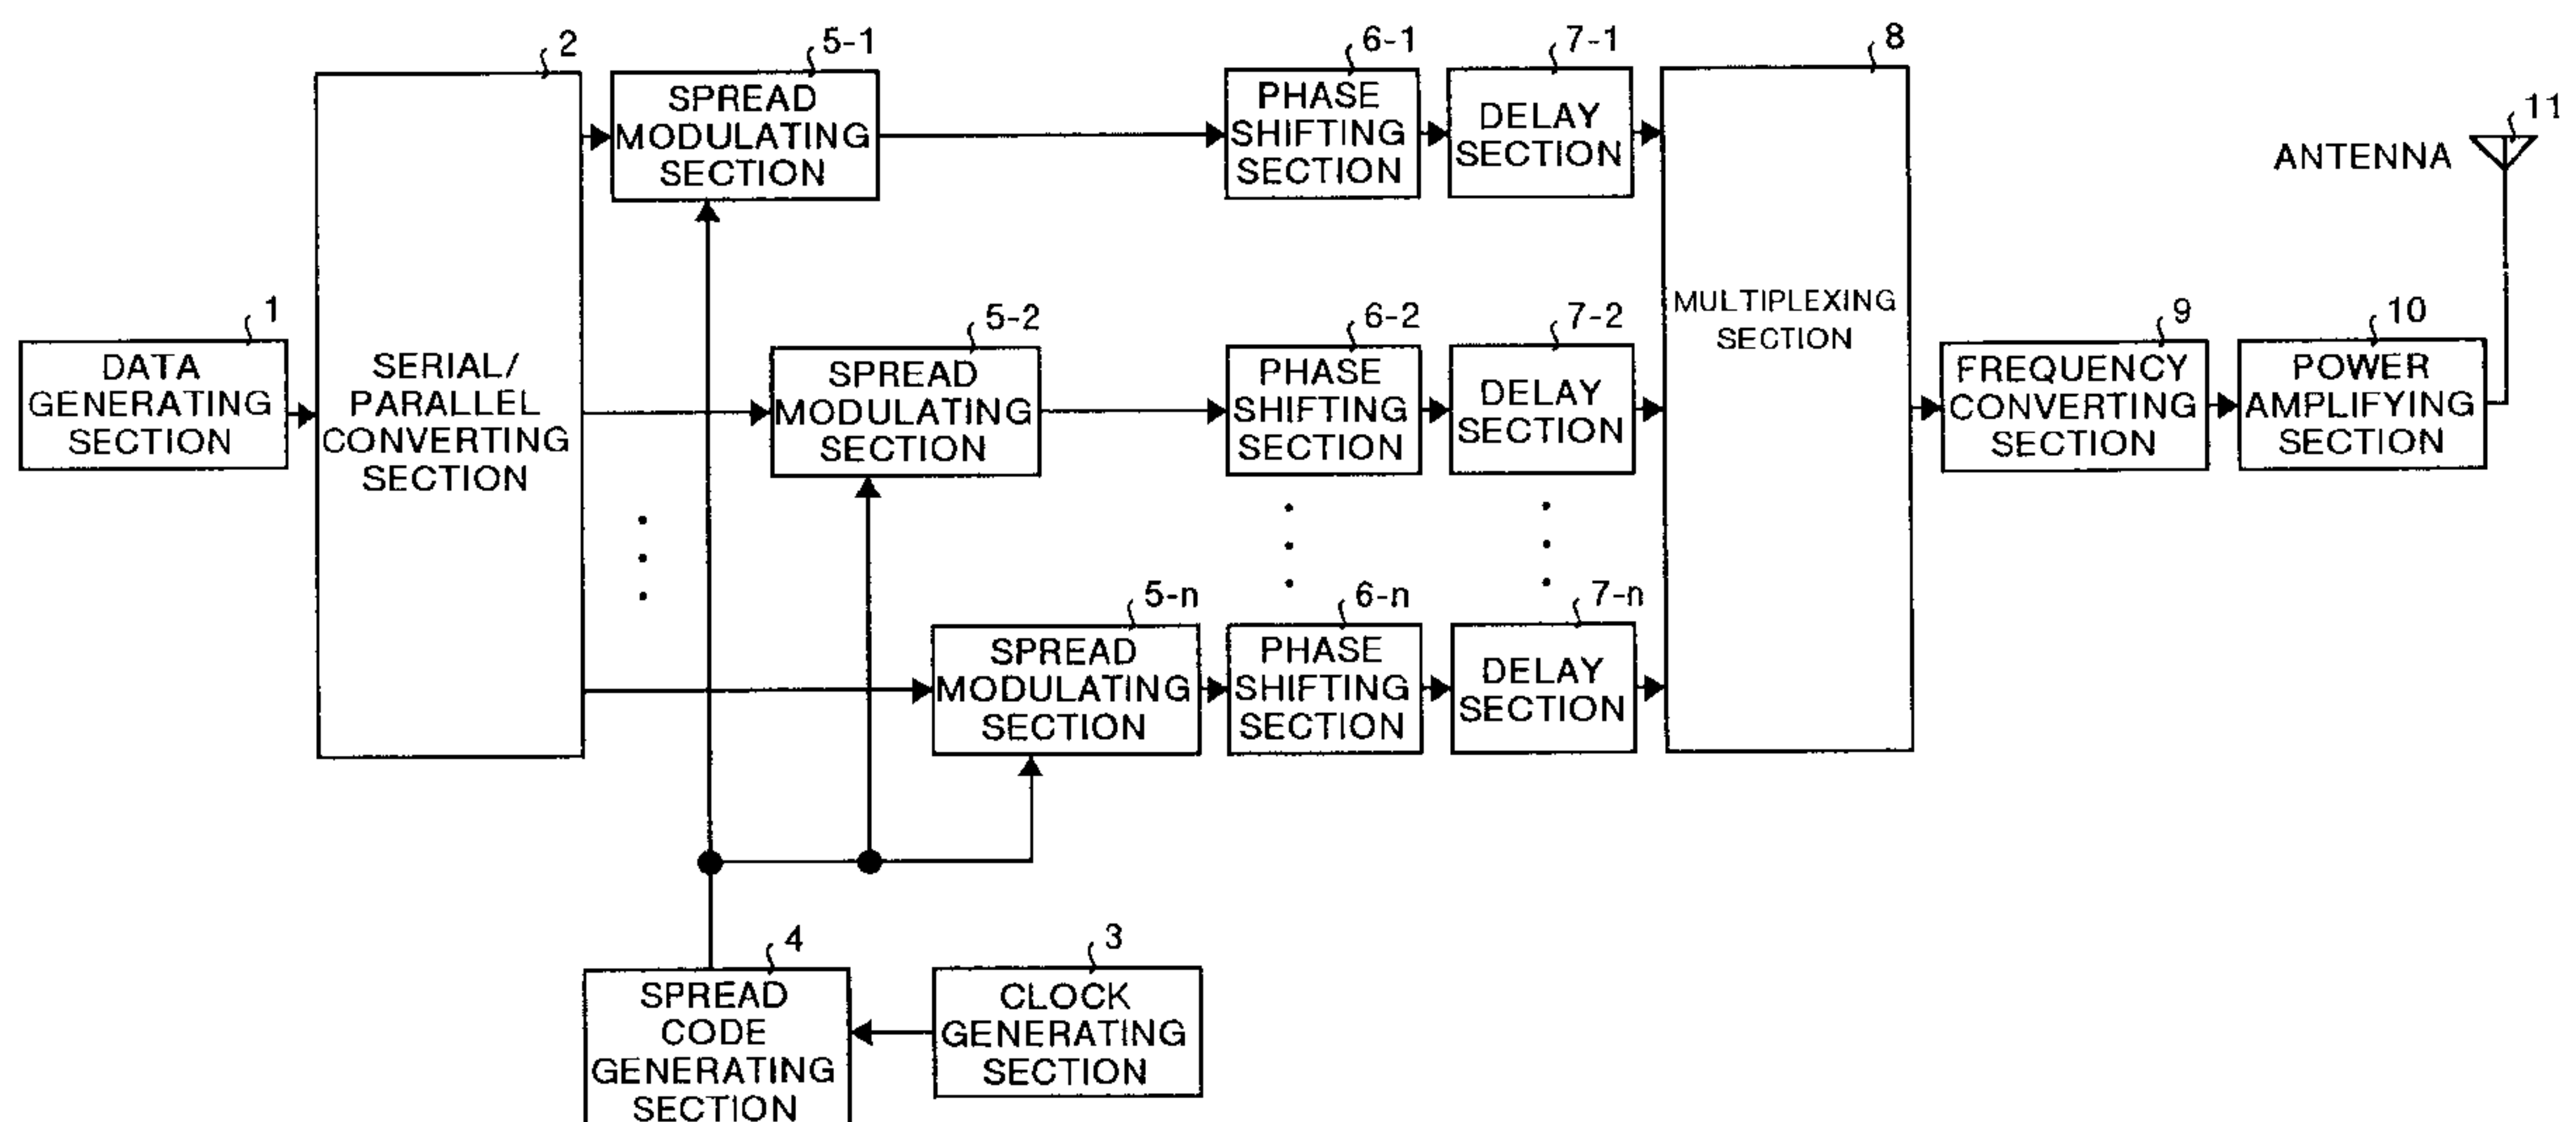 2
5-1
6-1
7-1
8
11
SPREAD
MODULATING
SECTION
PHASE
SHIFTING
SECTION
DELAY
SECTION
ANTENNA
1
5-2
6-2
7-2
9
10
DATA
GENERATING
SECTION
SERIAL/
PARALLEL
CONVERTING
SECTION
SPREAD
MODULATING
SECTION
PHASE
SHIFTING
SECTION
DELAY
SECTION
MULTIPLEXING
SECTION
FREQUENCY
CONVERTING
SECTION
POWER
AMPLIFYING
SECTION
5-n
6-n
7-n
SPREAD
MODULATING
SECTION
PHASE
SHIFTING
SECTION
DELAY
SECTION
4
3
SPREAD
CODE
GENERATING
SECTION
CLOCK
GENERATING
SECTION